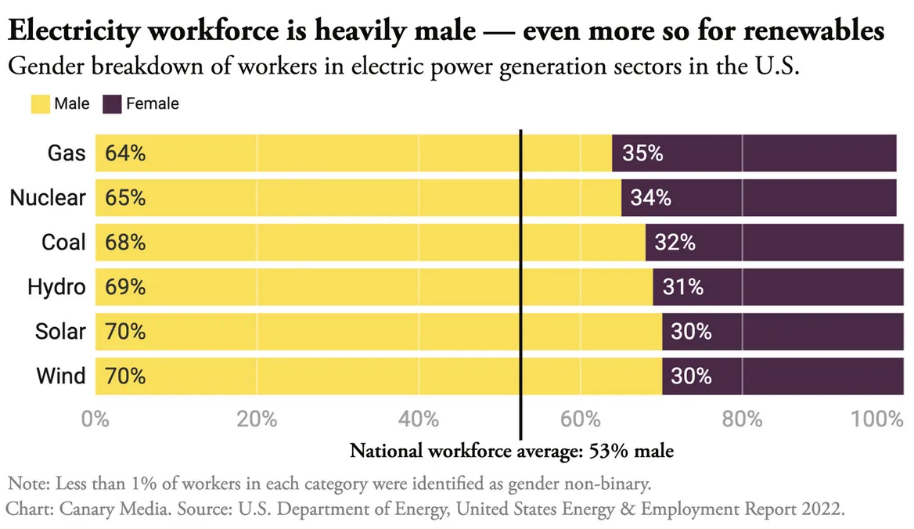 Electricity workforce is heavily male — even more so for renewables
Gender breakdown of workers in electric power generation sectors in the U.S.
Male Female
Gas 64% 35%
Nuclear 65% 34%
Coal 68% 32%
Hydro 69% 31%
Solar 70% 30%
Wind 70% 30%
0% 20% 40% 60% 80% 100%
National workforce average: 53% male
Note: Less than 1% of workers in each category were identified as gender non-binary.
Chart: Canary Media. Source: U.S. Department of Energy, United States Energy & Employment Report 2022.